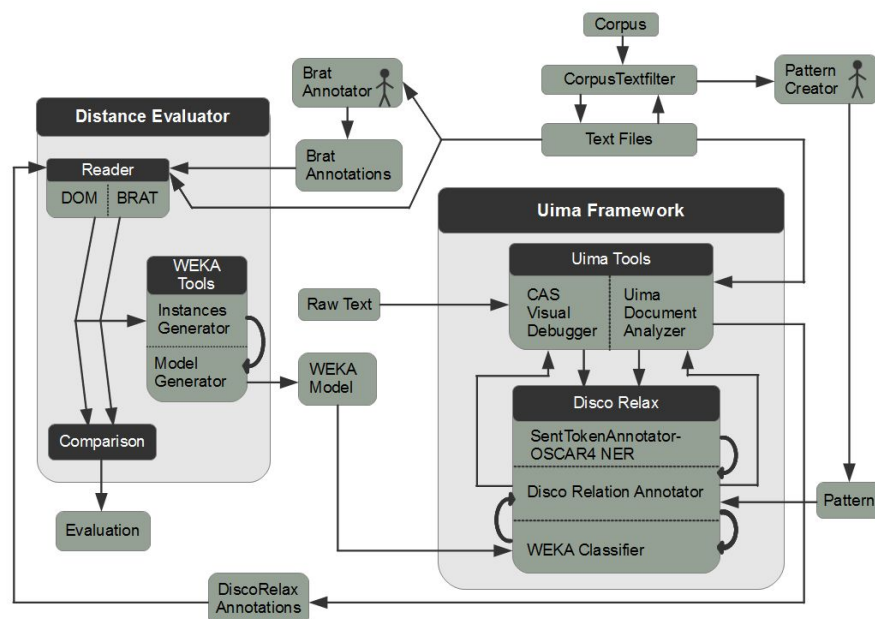 Corpus
Brat
Annotator
CorpusTextfilter
Pattern
Creator
Distance Evaluator
Text Files
Brat
Annotations
Reader
DOM
BRAT
Uima Framework
WEKA
Tools
Uima Tools
Instances
Generator
Raw Text
CAS
Visual
Debugger
Uima
Document
Analyzer
Model
Generator
WEKA
Model
Disco Relax
Comparison
SentTokenAnnotator-
OSCAR4 NER
Disco Relation Annotator
Pattern
Evaluation
WEKA Classifier
DiscoRelax
Annotations